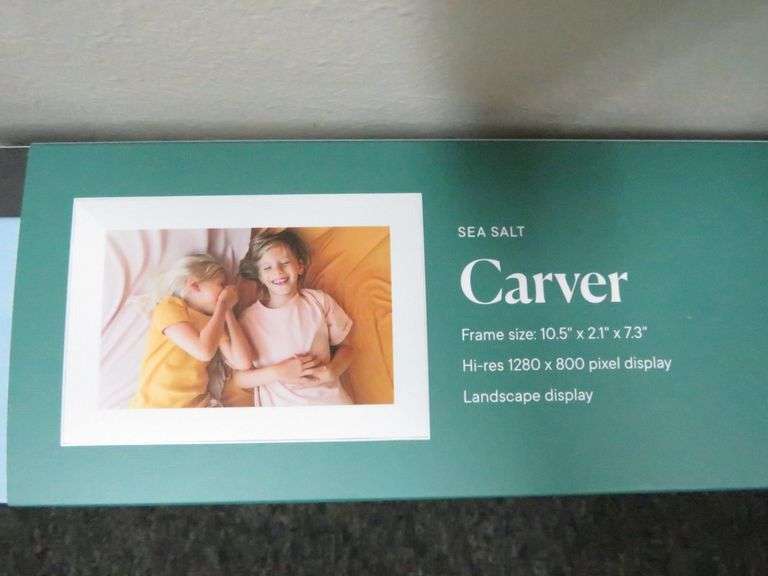 SEA SALT
Carver
Frame size: 10.5" x 2.1" x 7.3"
Hi-res 1280 x 800 pixel display
Landscape display